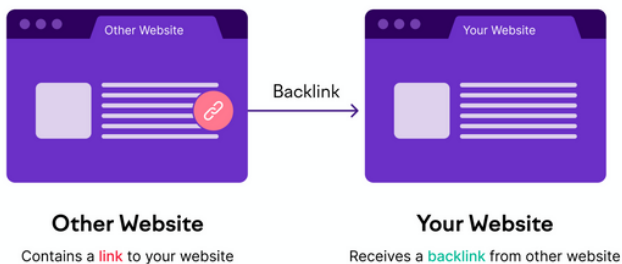 Other Website
Your Website
Backlink
Other Website
Your Website
Contains a link to your website
Receives a backlink from other website